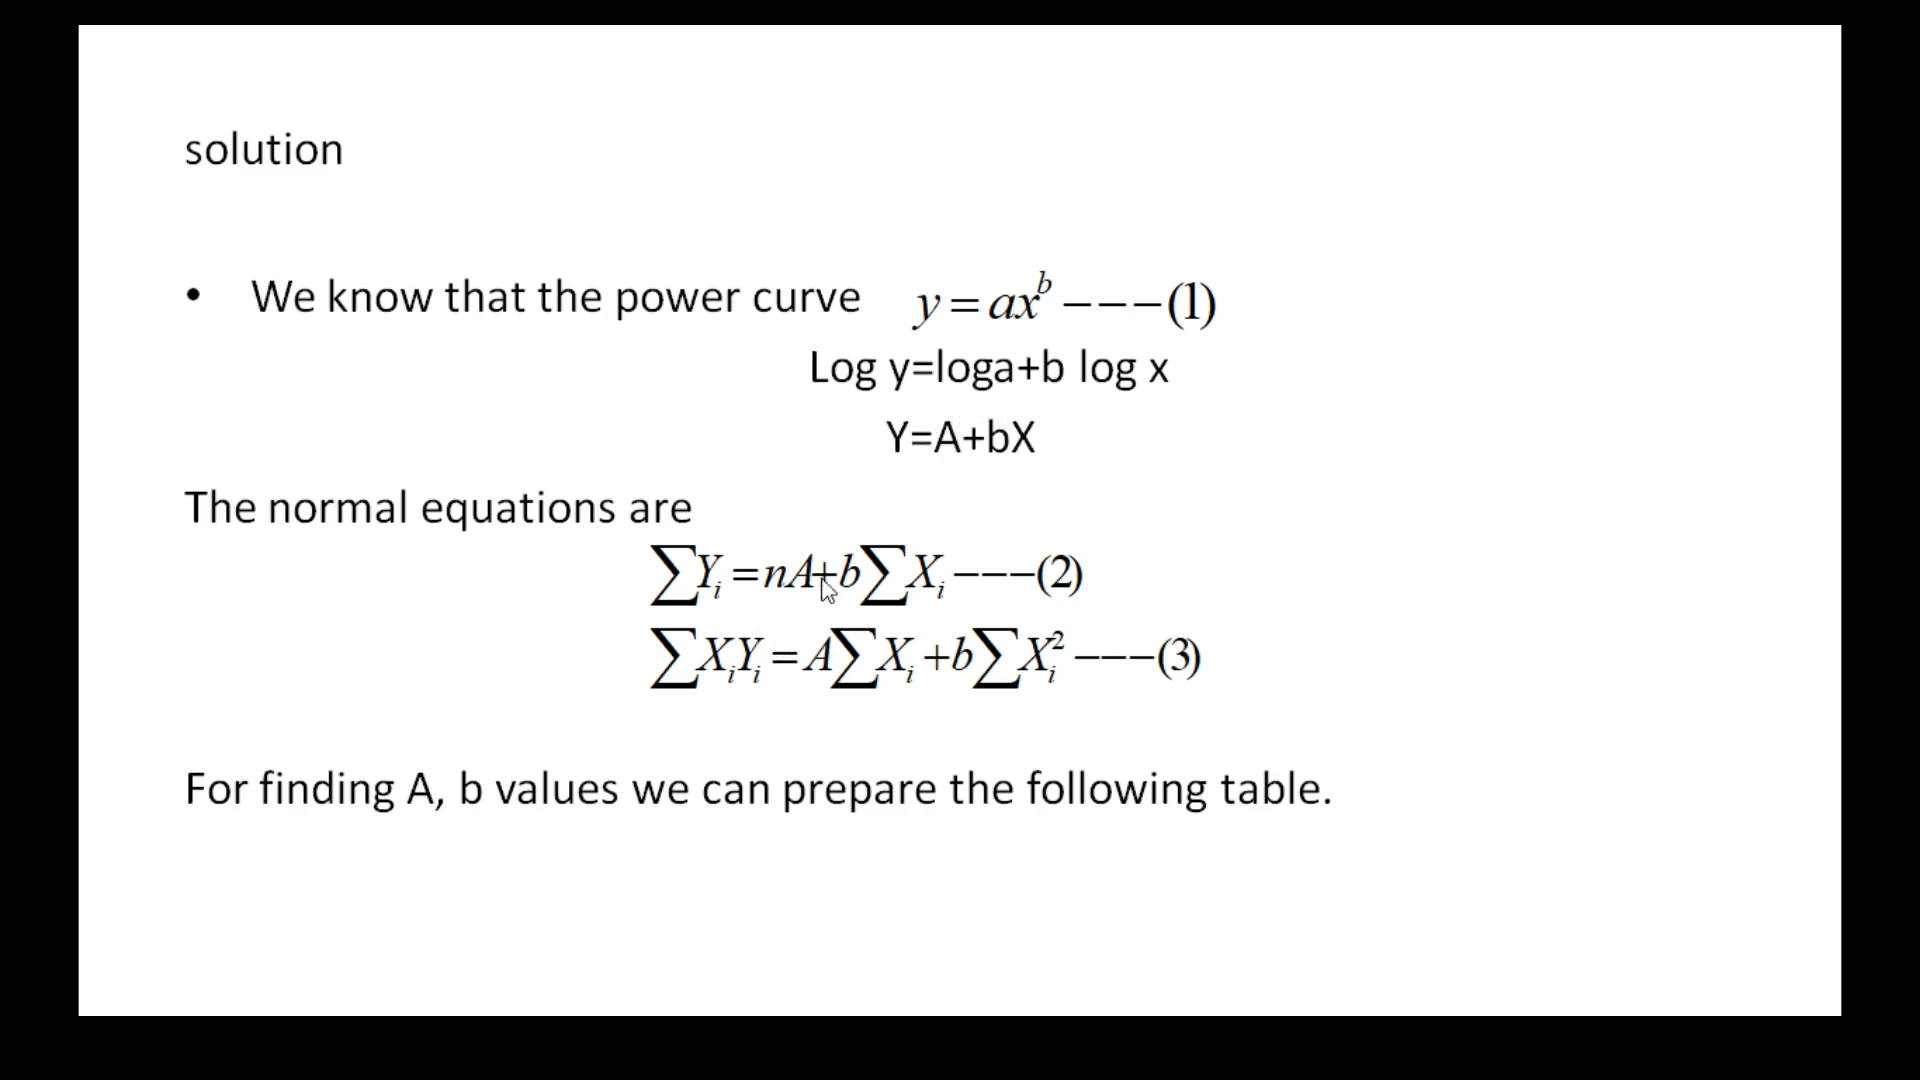 solution
• We know that the power curve y = ax^b −−−(1)
Log y=loga+b log x
Y=A+bX
The normal equations are
∑Y_i = nA+b∑X_i −−−(2)
∑X_iY_i = A∑X_i +b∑X_i^2 −−−(3)
For finding A, b values we can prepare the following table.